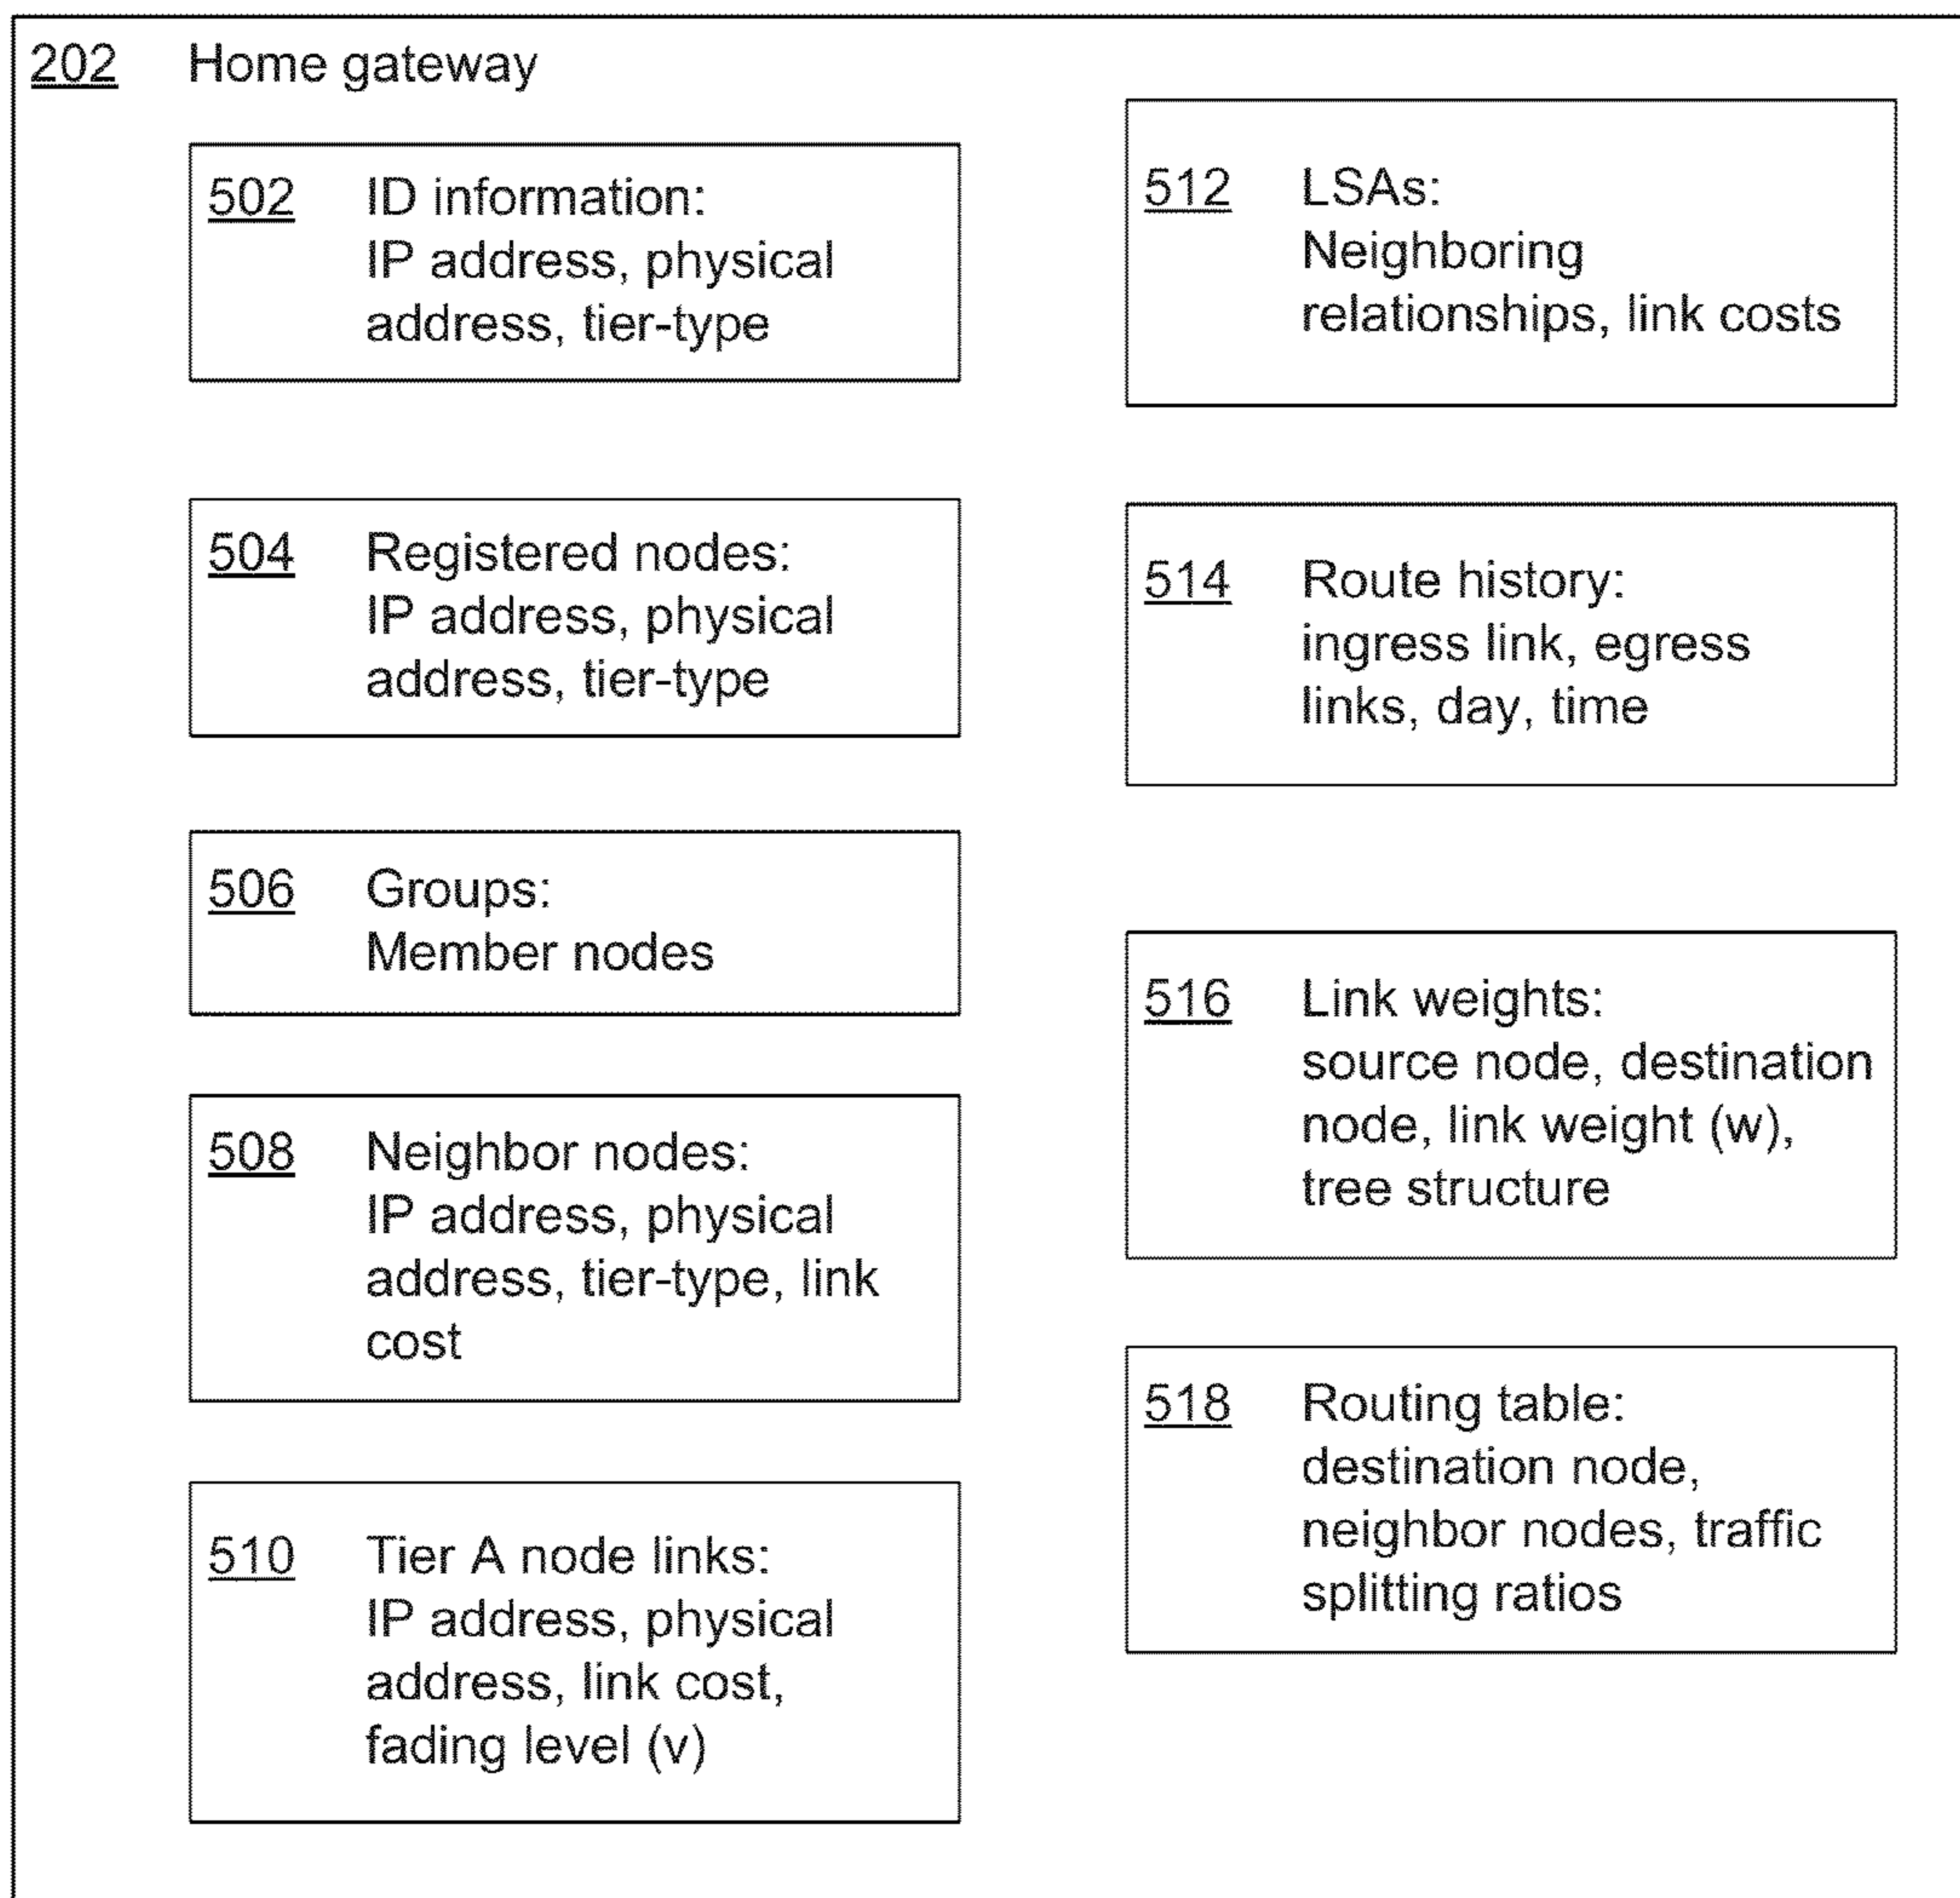 202 Home gateway
502 ID information:
IP address, physical
address, tier-type
504 Registered nodes:
IP address, physical
address, tier-type
506 Groups:
Member nodes
508 Neighbor nodes:
IP address, physical
address, tier-type, link
cost
510 Tier A node links:
IP address, physical
address, link cost,
fading level (v)
512 LSAs:
Neighboring
relationships, link costs
514 Route history:
ingress link, egress
links, day, time
516 Link weights:
source node, destination
node, link weight (w),
tree structure
518 Routing table:
destination node,
neighbor nodes, traffic
splitting ratios